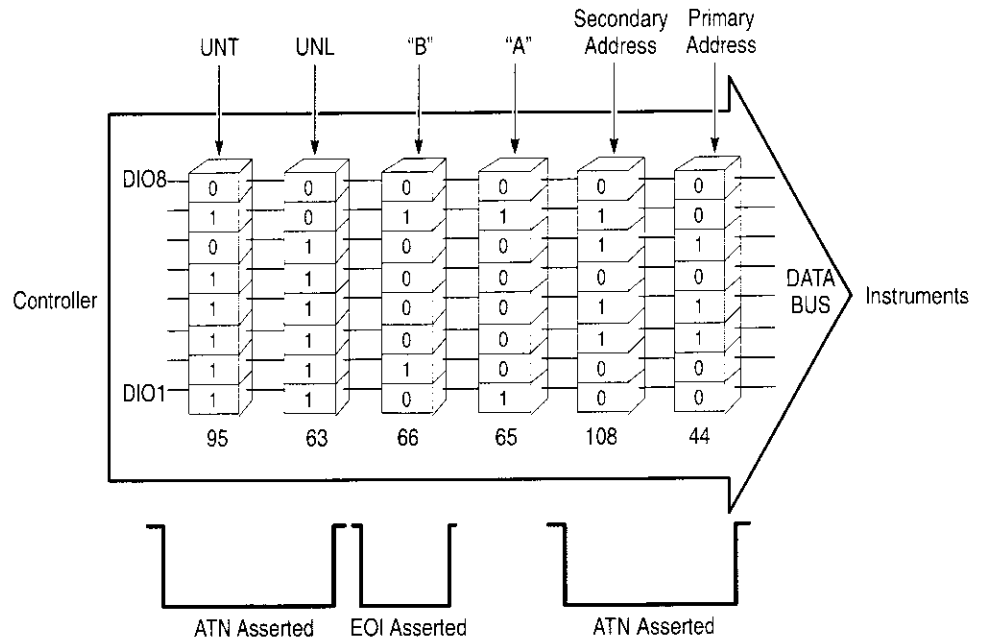 Secondary Primary
UNT UNL “B” “A” Address Address
DIO8 0 0 0 0 0 0
1 0 1 1 1 0
0 1 0 0 1 1
1 1 0 0 0 0
Controller 1 1 0 0 1 1 DATA BUS Instruments
1 1 0 0 1 1
1 1 1 0 0 0
DIO1 1 1 0 1 0 0
95 63 66 65 108 44
ATN Asserted EOI Asserted ATN Asserted